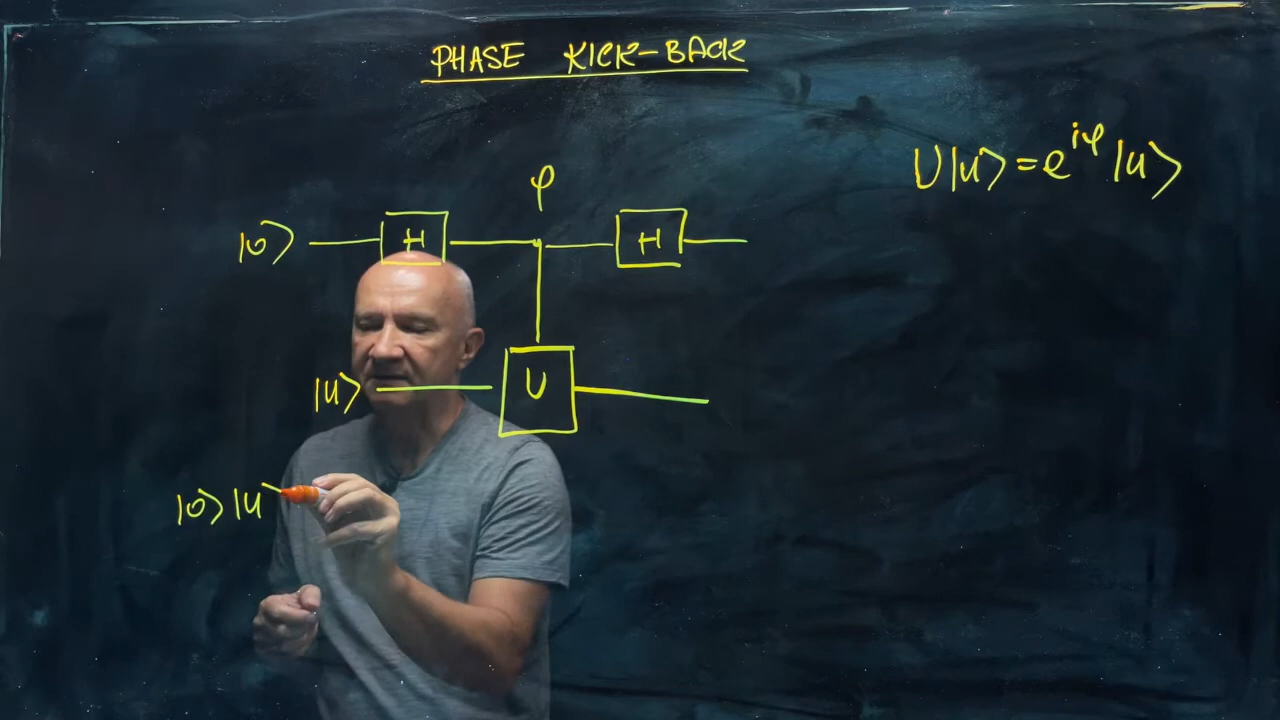 PHASE KICK-BACK
U|u> = e^{iφ} |u>
φ
|0> H H
|u> U
|0>|u